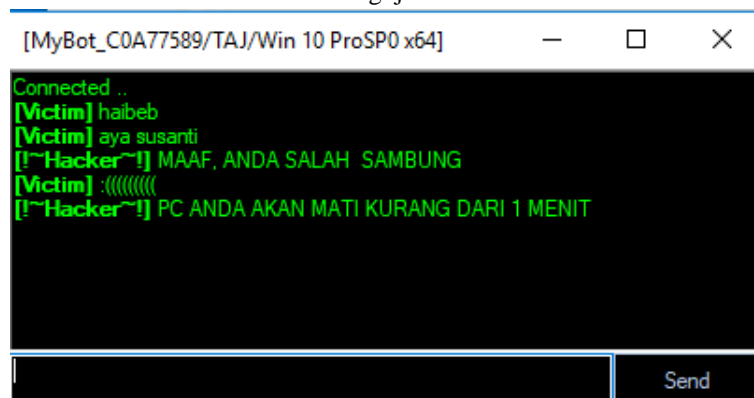 [MyBot_C0A77589/TAJ/Win 10 ProSP0 x64]
Connected ..
[Victim] haibeb
[Victim] aya susanti
[!~Hacker~!] MAAF, ANDA SALAH  SAMBUNG
[Victim] :(((((((((
[!~Hacker~!] PC ANDA AKAN MATI KURANG DARI 1 MENIT
Send